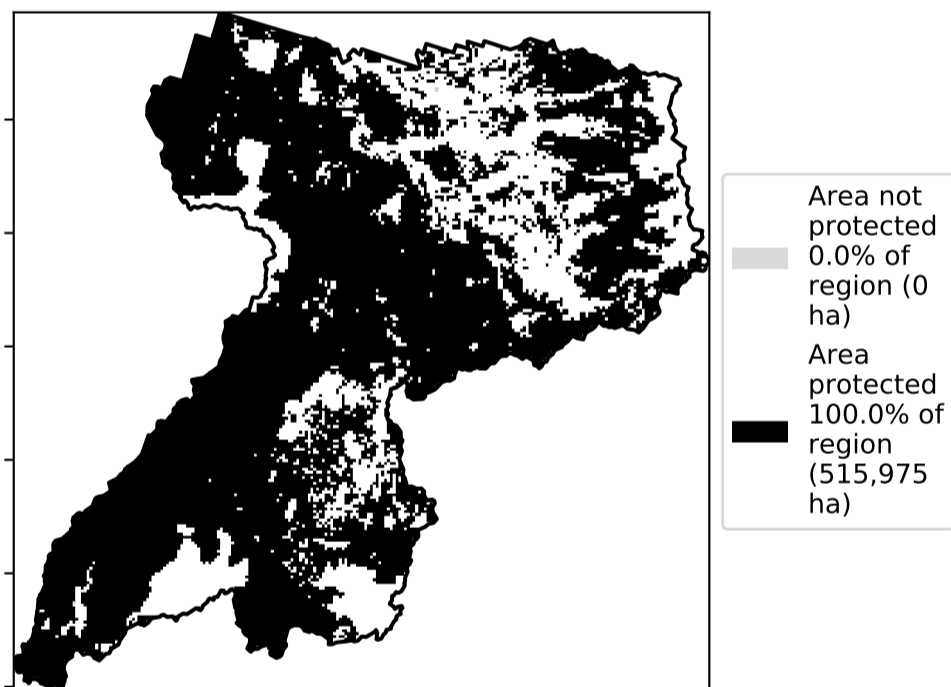 Area not
protected
0.0% of
region (0
ha)
Area
protected
100.0% of
region
(515,975
ha)